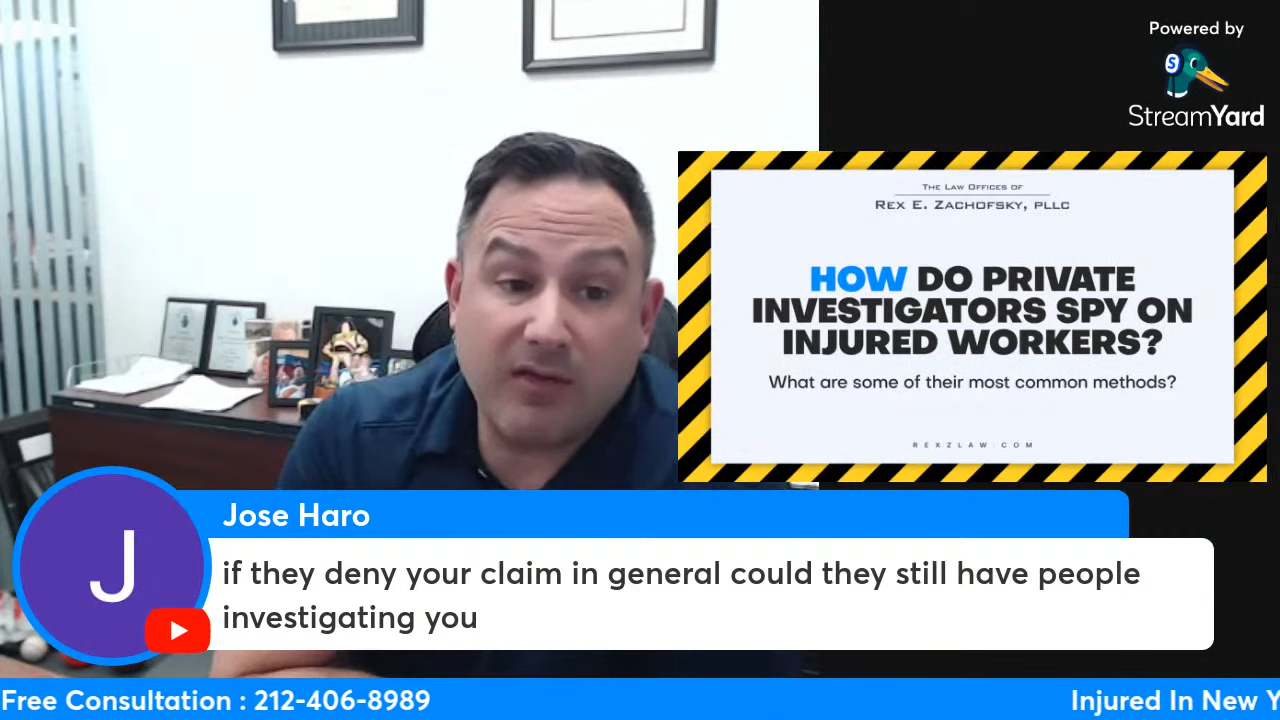 Powered by
StreamYard
THE LAW OFFICES OF
REX E. ZACHOFSKY, PLLC
HOW DO PRIVATE
INVESTIGATORS SPY ON
INJURED WORKERS?
What are some of their most common methods?
REXZLAW.COM
Jose Haro
if they deny your claim in general could they still have people
investigating you
Free Consultation : 212-406-8989
Injured In New Y